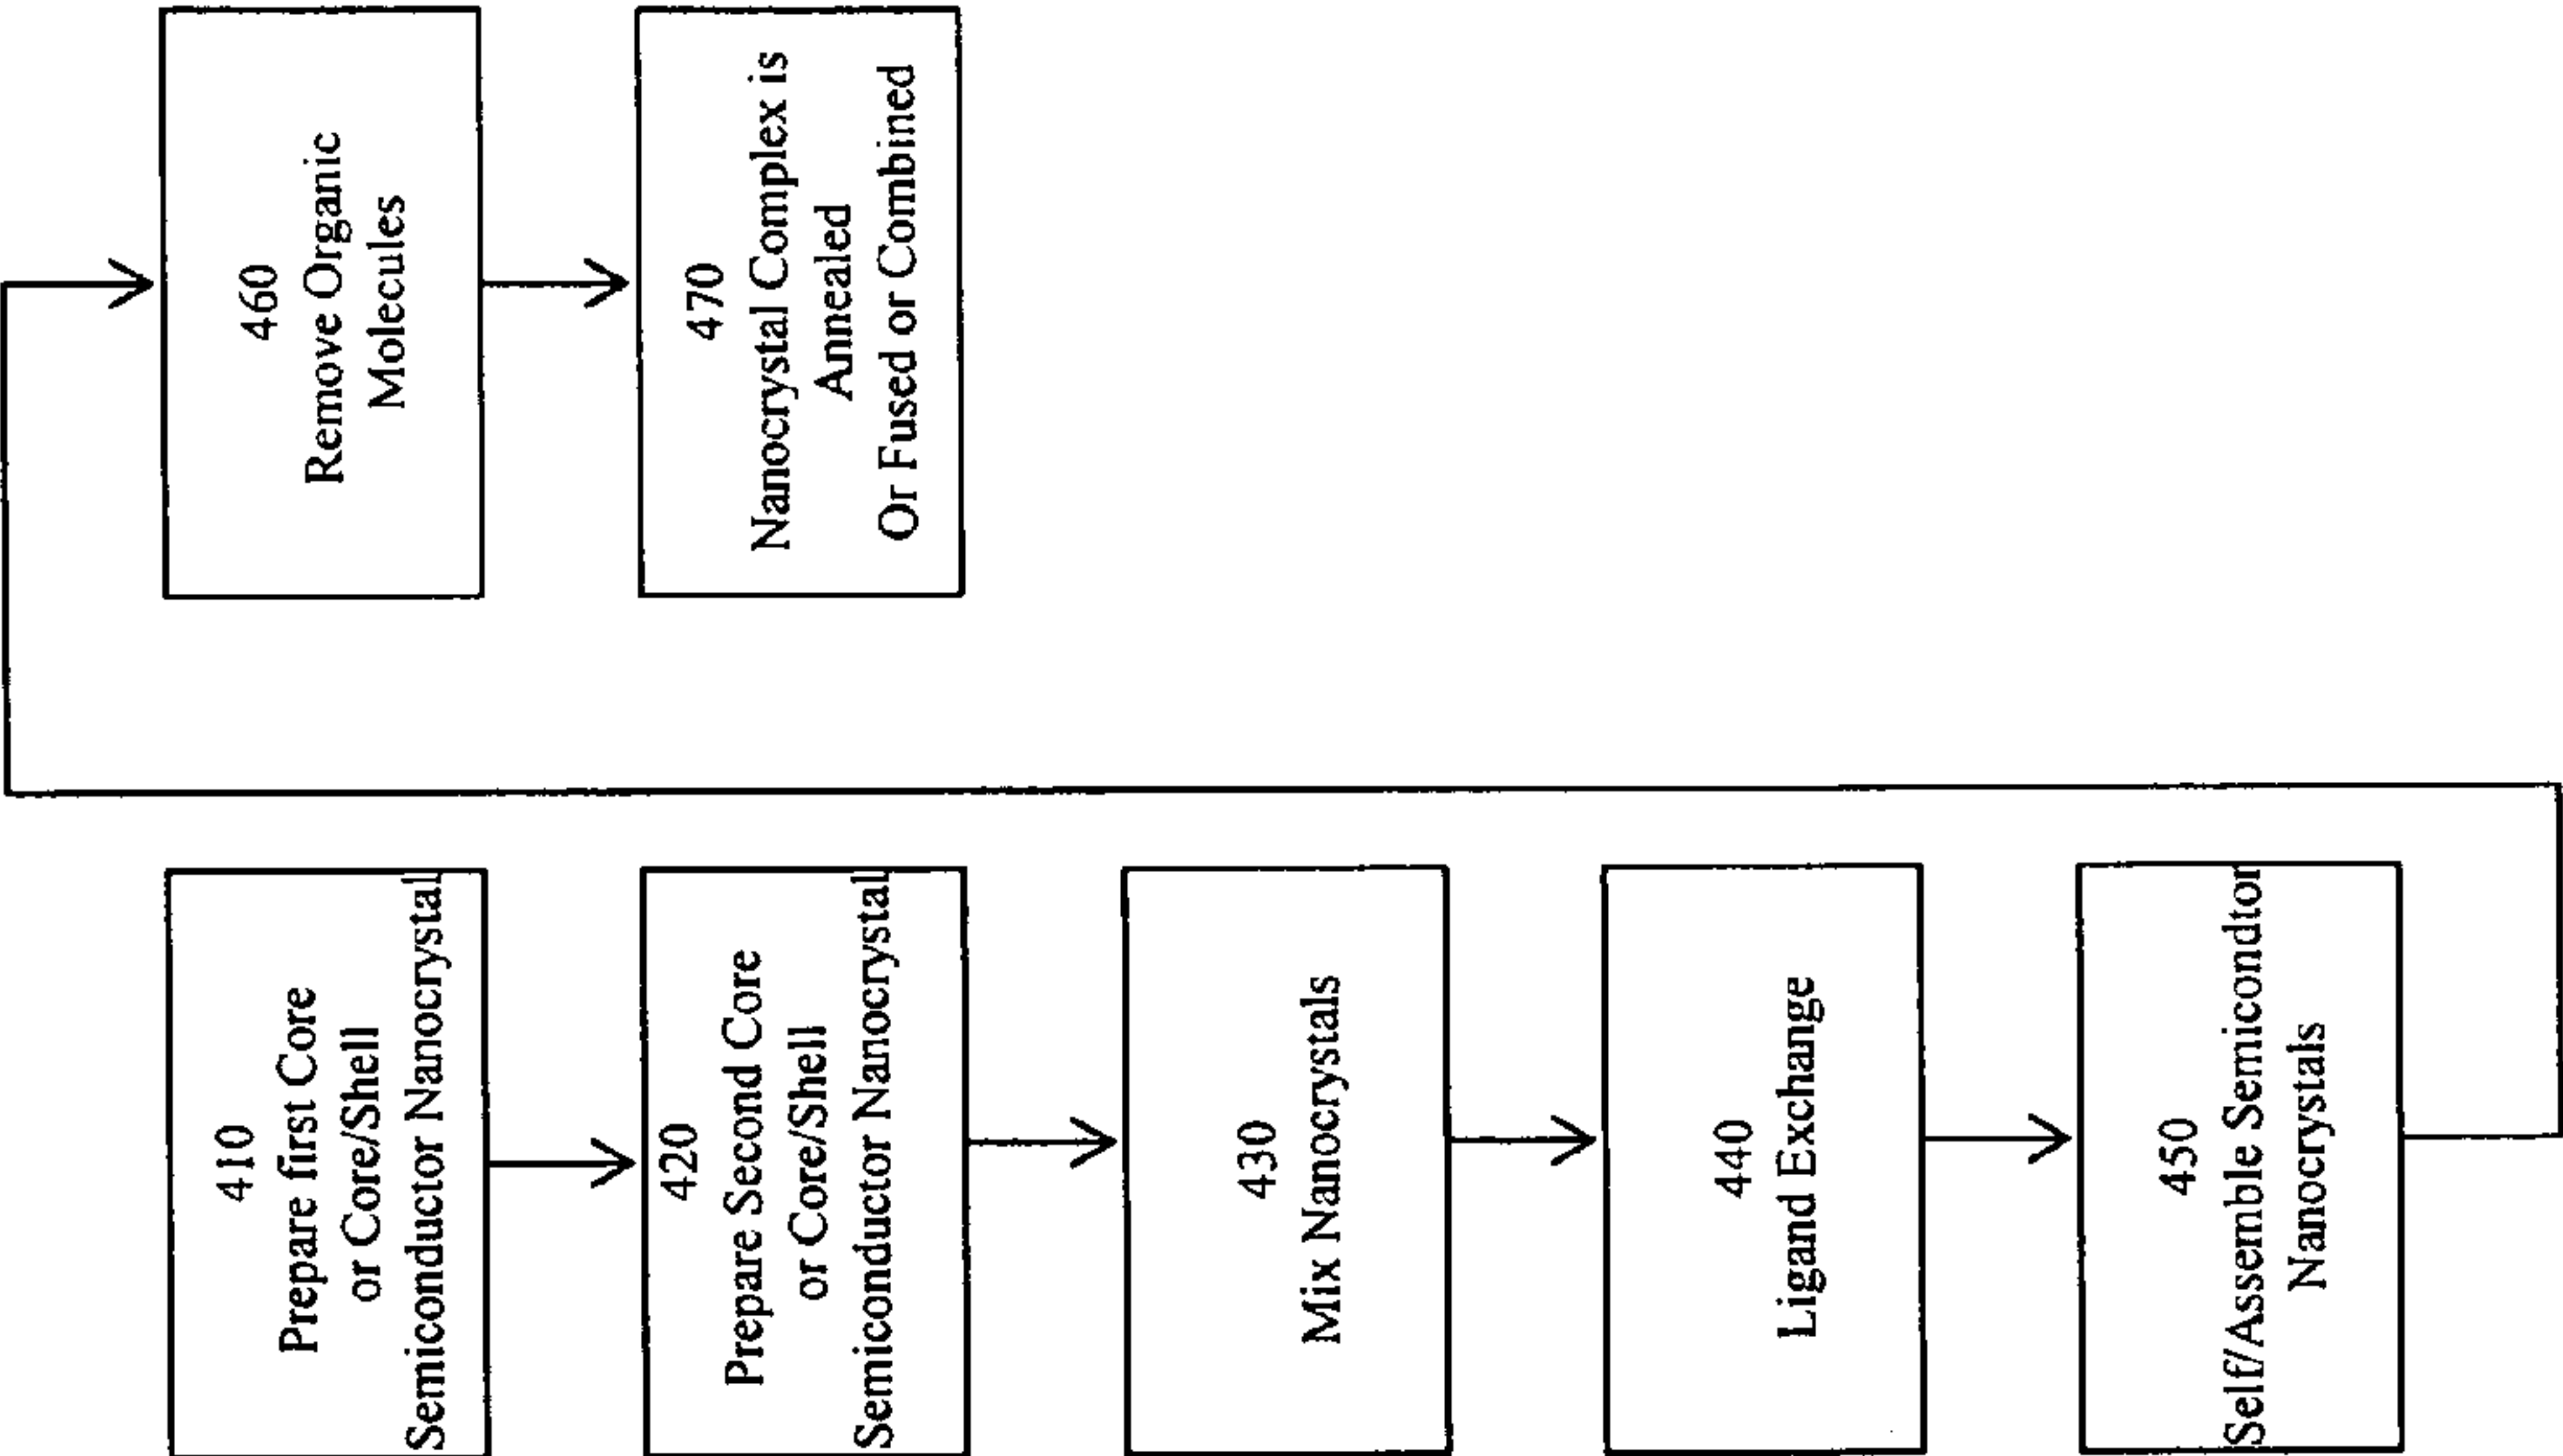 410
Prepare first Core
or Core/Shell
Semiconductor Nanocrystal
420
Prepare Second Core
or Core/Shell
Semiconductor Nanocrystal
430
Mix Nanocrystals
440
Ligand Exchange
450
Self/Assemble Semicondtor
Nanocrystals
460
Remove Organic
Molecules
470
Nanocrystal Complex is
Annealed
Or Fused or Combined